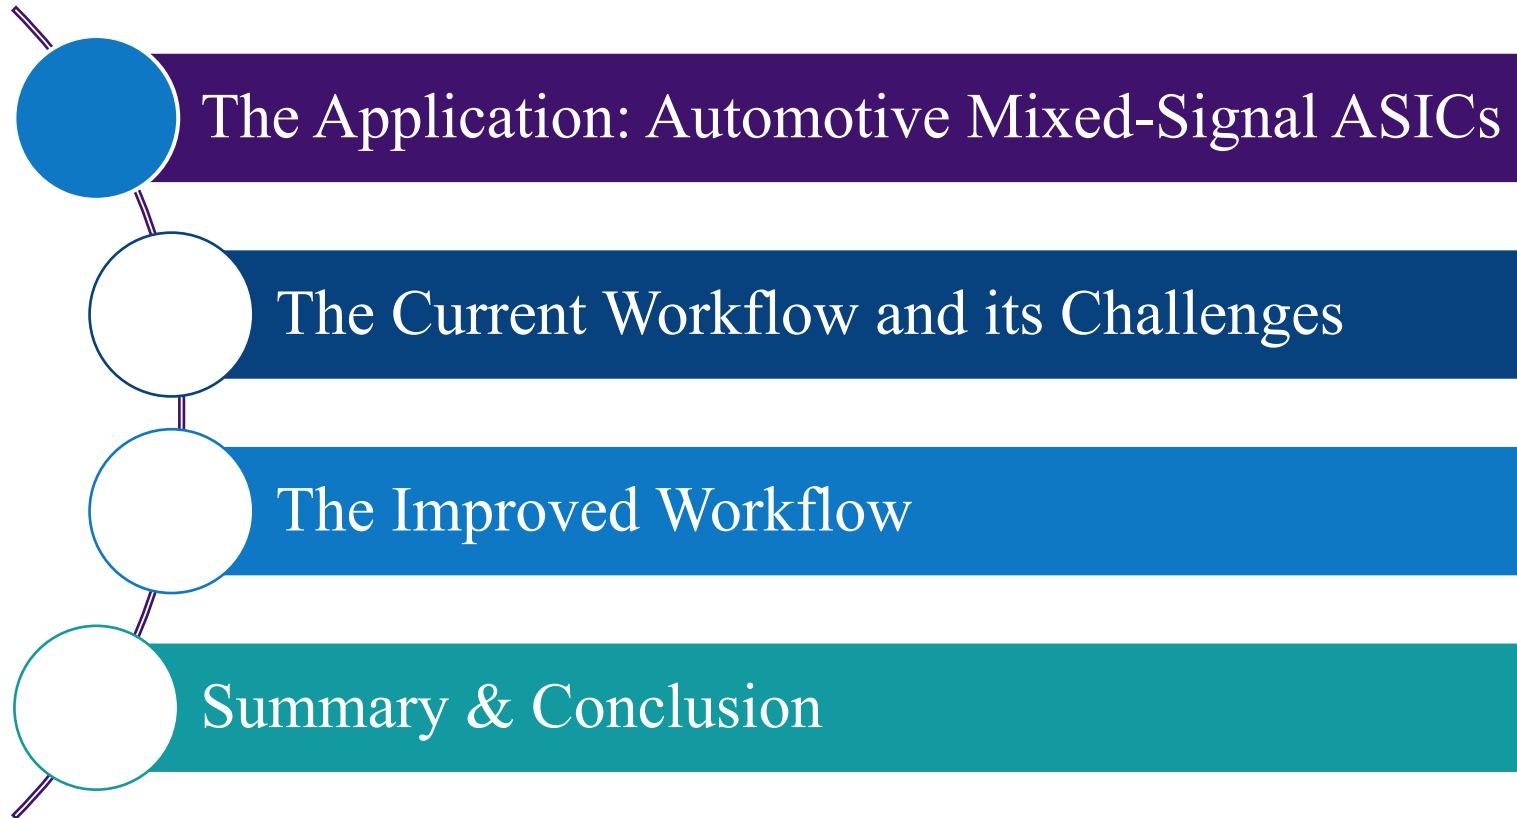 The Application: Automotive Mixed-Signal ASICs
The Current Workflow and its Challenges
The Improved Workflow
Summary & Conclusion